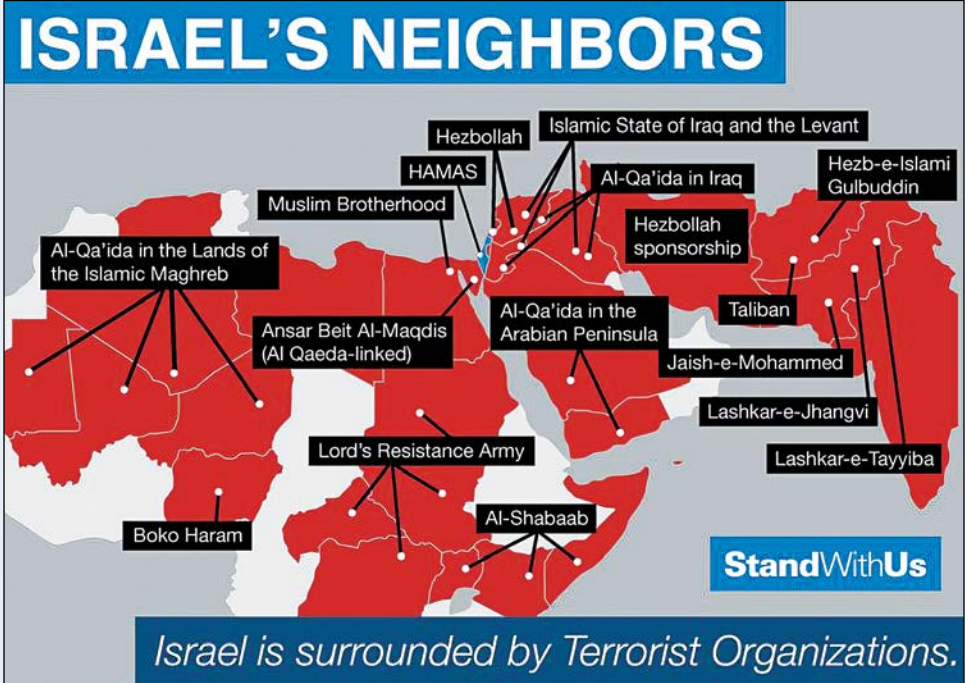 ISRAEL'S NEIGHBORS
Hezbollah
Islamic State of Iraq and the Levant
HAMAS
Al-Qa'ida in Iraq
Hezb-e-Islami
Gulbuddin
Muslim Brotherhood
Hezbollah
sponsorship
Al-Qa'ida in the Lands of
the Islamic Maghreb
Ansar Beit Al-Maqdis
(Al Qaeda-linked)
Al-Qa'ida in the
Arabian Peninsula
Taliban
Jaish-e-Mohammed
Lashkar-e-Jhangvi
Lord's Resistance Army
Lashkar-e-Tayyiba
Al-Shabaab
Boko Haram
StandWithUs
Israel is surrounded by Terrorist Organizations.